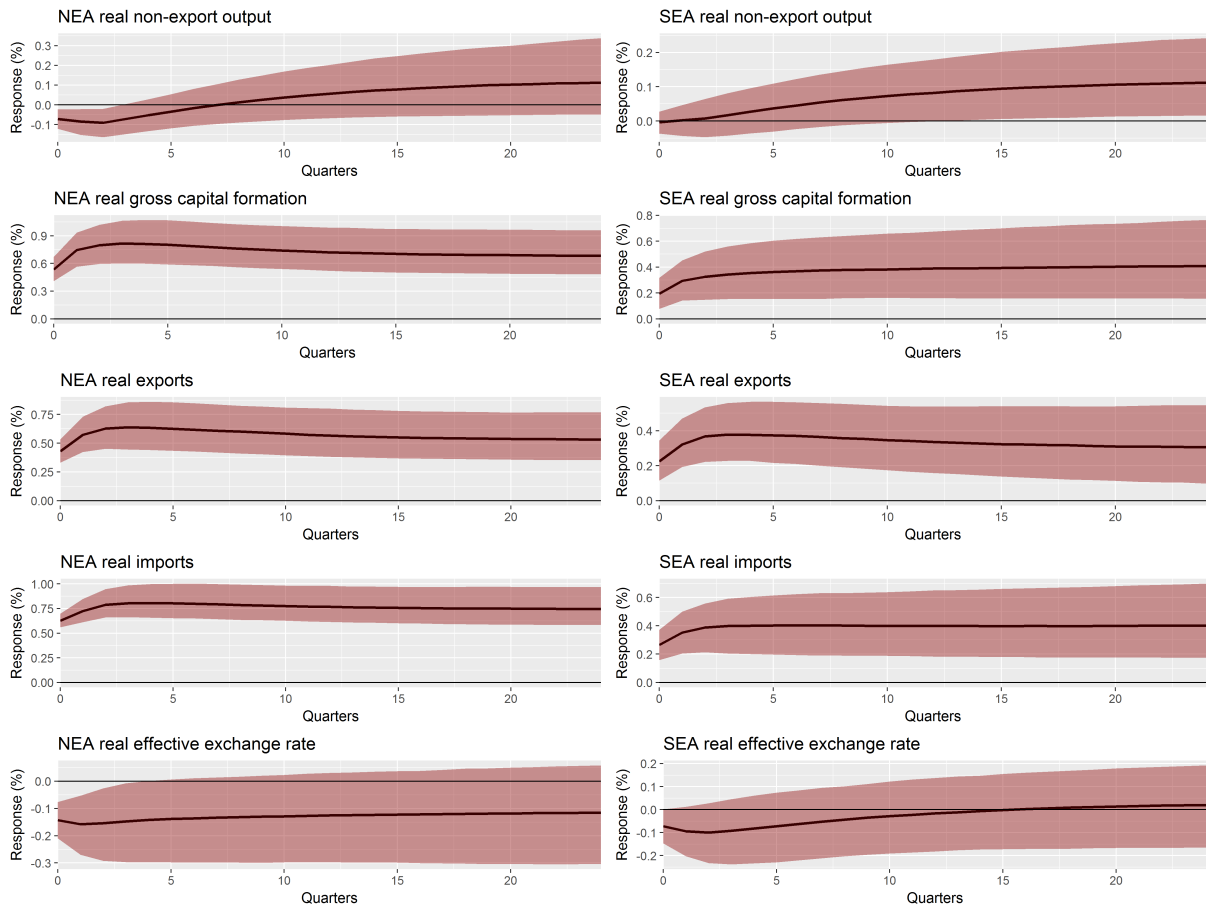 NEA real non-export output
SEA real non-export output
Response (%)
0.3
0.2
0.1
0.0
-0.1
0 5 10 15 20
Quarters
Response (%)
0.2
0.1
0.0
0 5 10 15 20
Quarters
NEA real gross capital formation
SEA real gross capital formation
Response (%)
0.9
0.6
0.3
0.0
0 5 10 15 20
Quarters
Response (%)
0.8
0.6
0.4
0.2
0.0
0 5 10 15 20
Quarters
NEA real exports
SEA real exports
Response (%)
0.75
0.50
0.25
0.00
0 5 10 15 20
Quarters
Response (%)
0.4
0.2
0.0
0 5 10 15 20
Quarters
NEA real imports
SEA real imports
Response (%)
1.00
0.75
0.50
0.25
0.00
0 5 10 15 20
Quarters
Response (%)
0.6
0.4
0.2
0.0
0 5 10 15 20
Quarters
NEA real effective exchange rate
SEA real effective exchange rate
Response (%)
0.0
-0.1
-0.2
-0.3
0 5 10 15 20
Quarters
Response (%)
0.2
0.1
0.0
-0.1
-0.2
0 5 10 15 20
Quarters